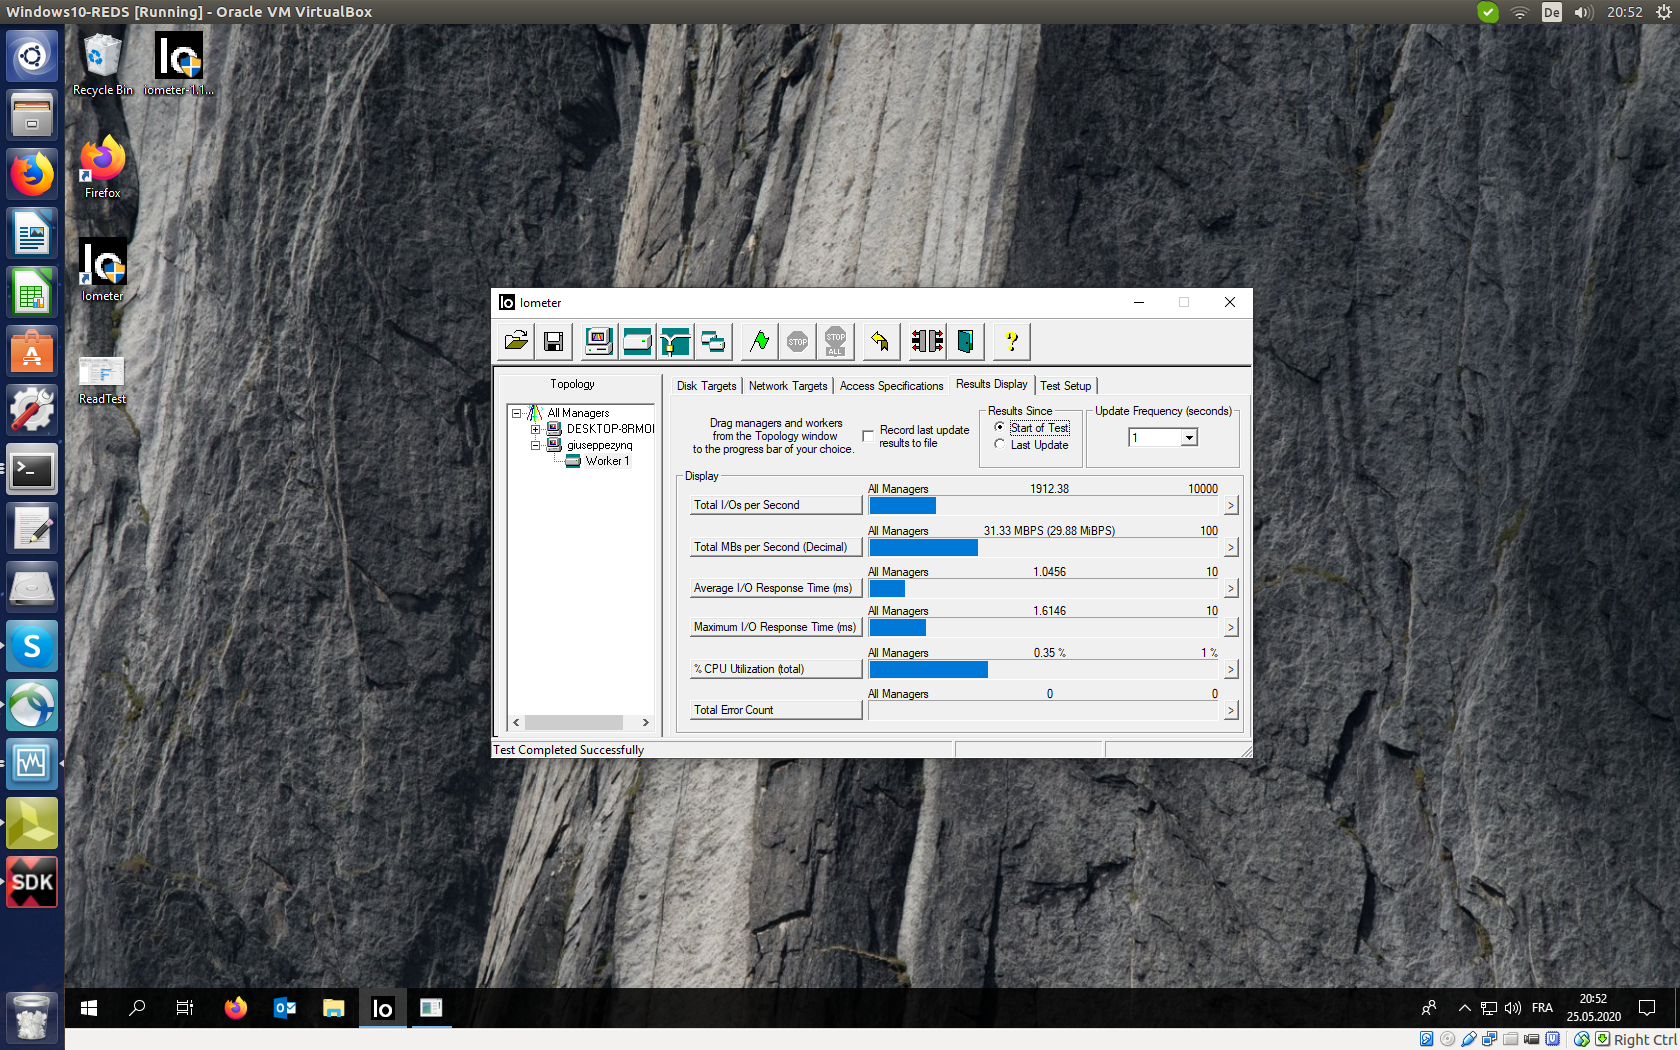 Windows10-REDS [Running] - Oracle VM VirtualBox
De
20:52
Recycle Bin
Io
iometer-1.1...
Firefox
Io
Iometer
ReadTest
SDK
Io Iometer
STOP
STOP ALL
?
Topology
All Managers
DESKTOP-8RMOI
giuseppezynq
Worker 1
Disk Targets
Network Targets
Access Specifications
Results Display
Test Setup
Drag managers and workers
from the Topology window
to the progress bar of your choice.
Record last update
results to file
Results Since
Start of Test
Last Update
Update Frequency (seconds)
1
Display
All Managers 1912.38 10000
Total I/Os per Second >
All Managers 31.33 MBPS (29.88 MiBPS) 100
Total MBs per Second (Decimal) >
All Managers 1.0456 10
Average I/O Response Time (ms) >
All Managers 1.6146 10
Maximum I/O Response Time (ms) >
All Managers 0.35 % 1 %
% CPU Utilization (total) >
All Managers 0 0
Total Error Count >
Test Completed Successfully
Io
FRA
20:52
25.05.2020
Right Ctrl